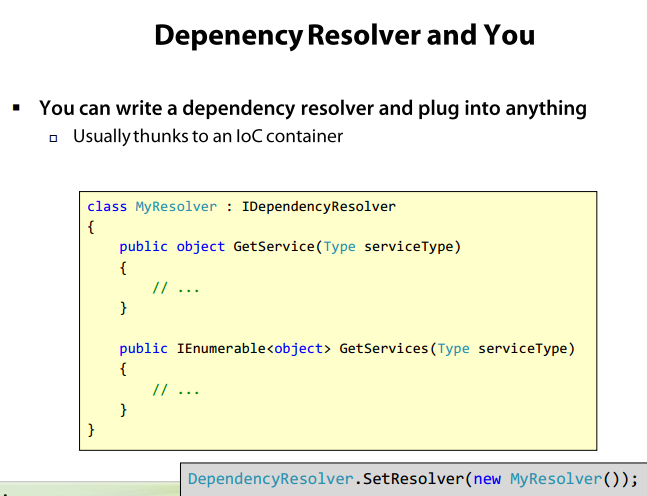 Depenency Resolver and You
You can write a dependency resolver and plug into anything
Usually thunks to an IoC container
class MyResolver : IDependencyResolver
{
public object GetService(Type serviceType)
{
// ...
}
public IEnumerable<object> GetServices(Type serviceType)
{
// ...
}
}
DependencyResolver.SetResolver(new MyResolver());